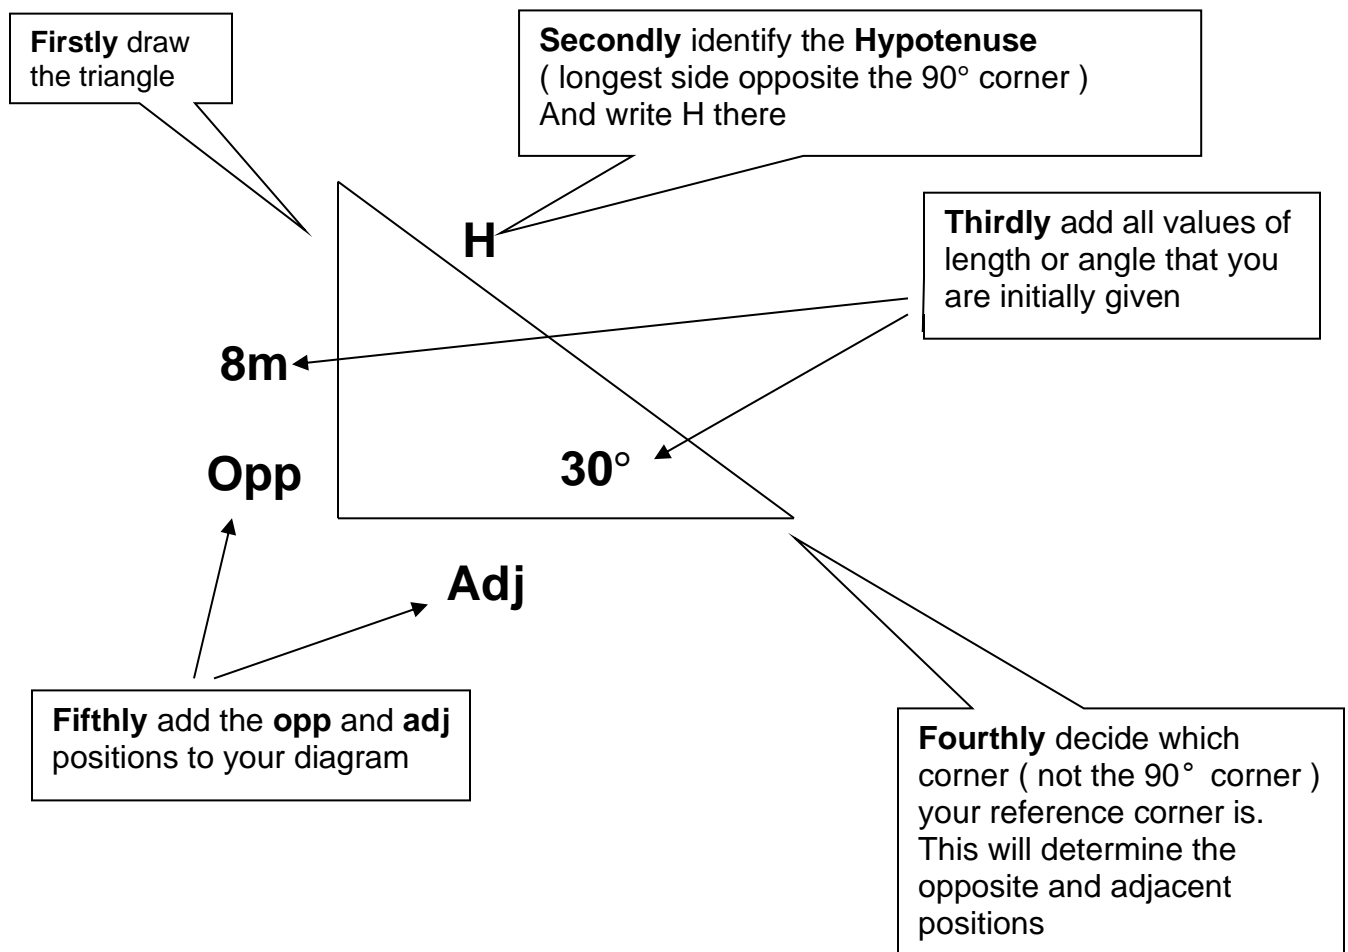 Firstly draw
the triangle
Secondly identify the Hypotenuse
( longest side opposite the 90° corner )
And write H there
H
Thirdly add all values of
length or angle that you
are initially given
8m
30°
Opp
Adj
Fifthly add the opp and adj
positions to your diagram
Fourthly decide which
corner ( not the 90° corner )
your reference corner is.
This will determine the
opposite and adjacent
positions